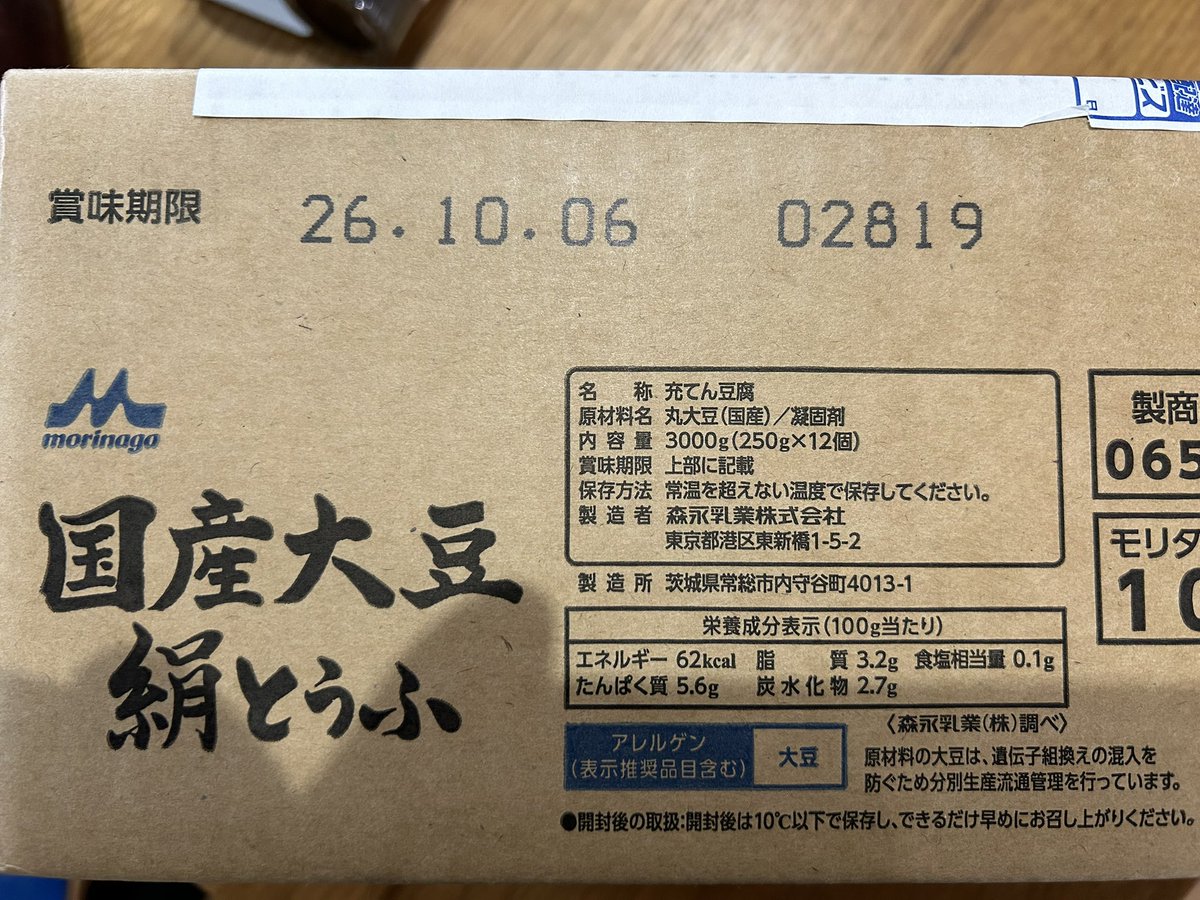 賞味期限 26.10.06 02819
morinaga
国産大豆
絹とうふ
名称 充てん豆腐
原材料名 丸大豆(国産)/凝固剤
内容量 3000g(250g×12個)
賞味期限 上部に記載
保存方法 常温を超えない温度で保存してください。
製造者 森永乳業株式会社
東京都港区東新橋1-5-2
製造所 茨城県常総市内守谷町4013-1
栄養成分表示(100g当たり)
エネルギー 62kcal 脂質 3.2g 食塩相当量 0.1g
たんぱく質 5.6g 炭水化物 2.7g
〈森永乳業(株)調べ〉
アレルゲン
(表示推奨品目含む)
大豆
原材料の大豆は、遺伝子組換えの混入を
防ぐため分別生産流通管理を行っています。
●開封後の取扱:開封後は10℃以下で保存し、できるだけ早めにお召し上がりください。
製商
065
モリタ
10